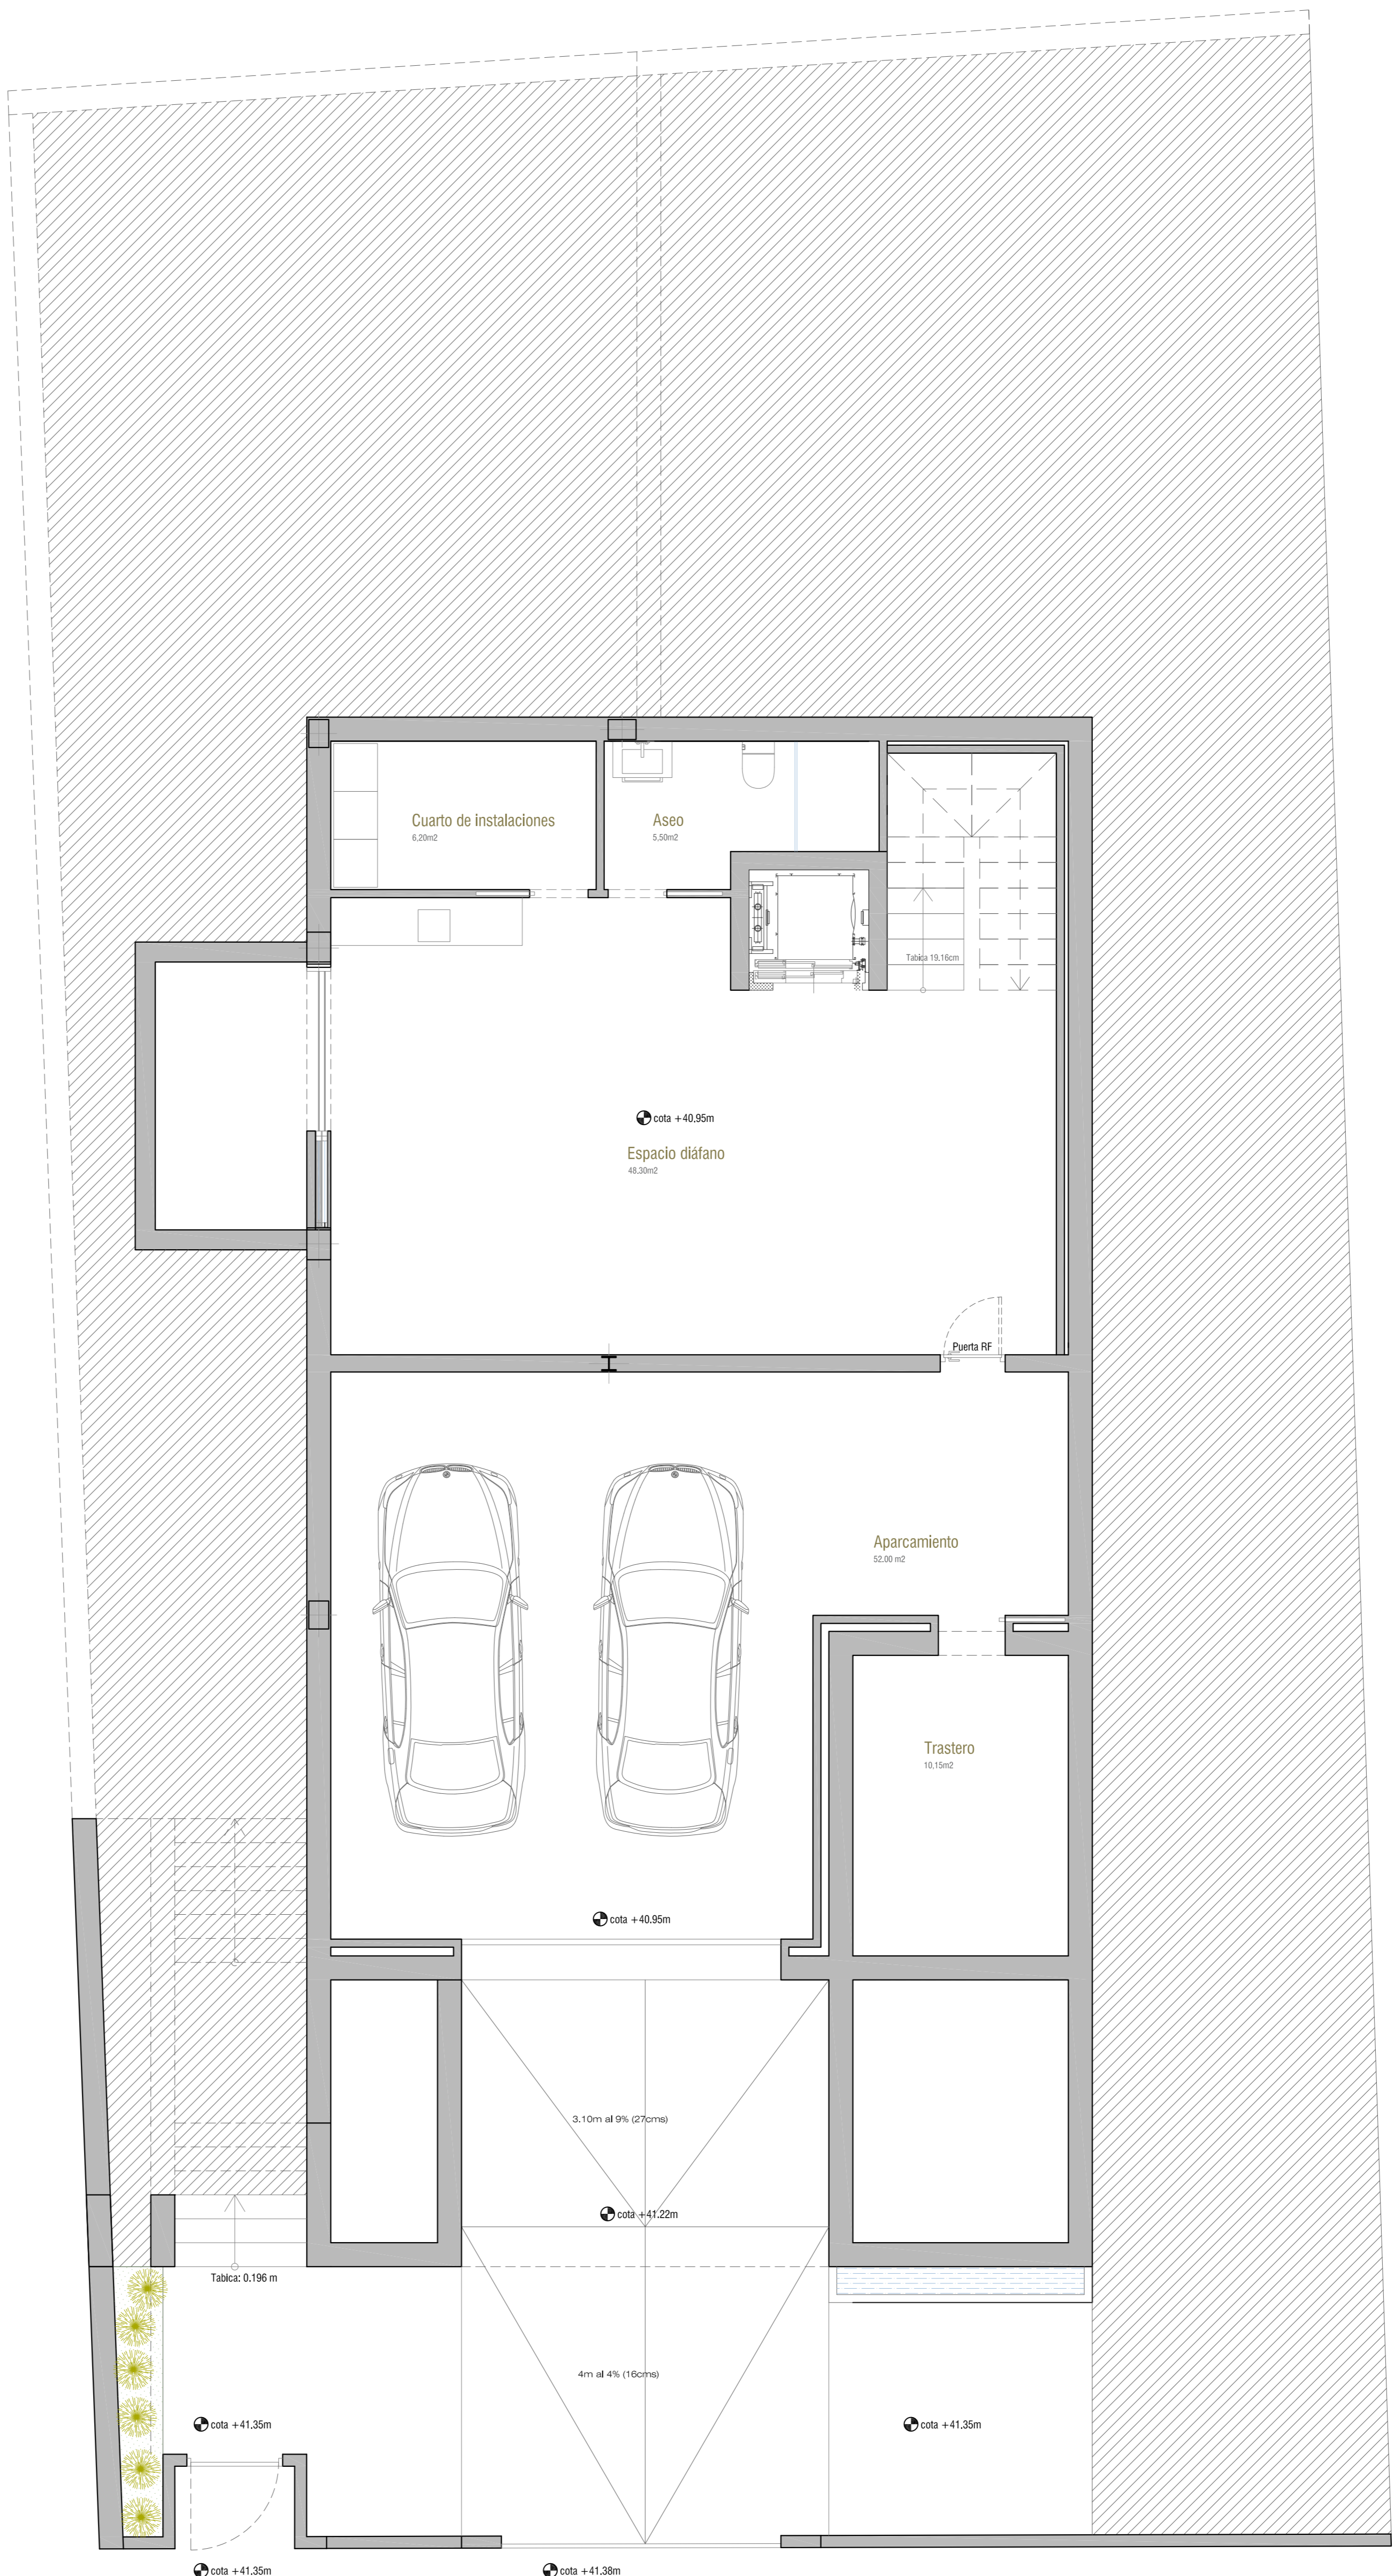 Cuarto de instalaciones
6,20m2
Aseo
5,50m2
Tabica 19,16cm
cota +40.95m
Espacio diáfano
48,30m2
Puerta RF
Aparcamiento
52.00 m2
Trastero
10,15m2
cota +40.95m
3.10m al 9% (27cms)
cota +41.22m
Tabica: 0.196 m
4m al 4% (16cms)
cota +41.35m
cota +41.35m
cota +41.35m
cota +41.38m